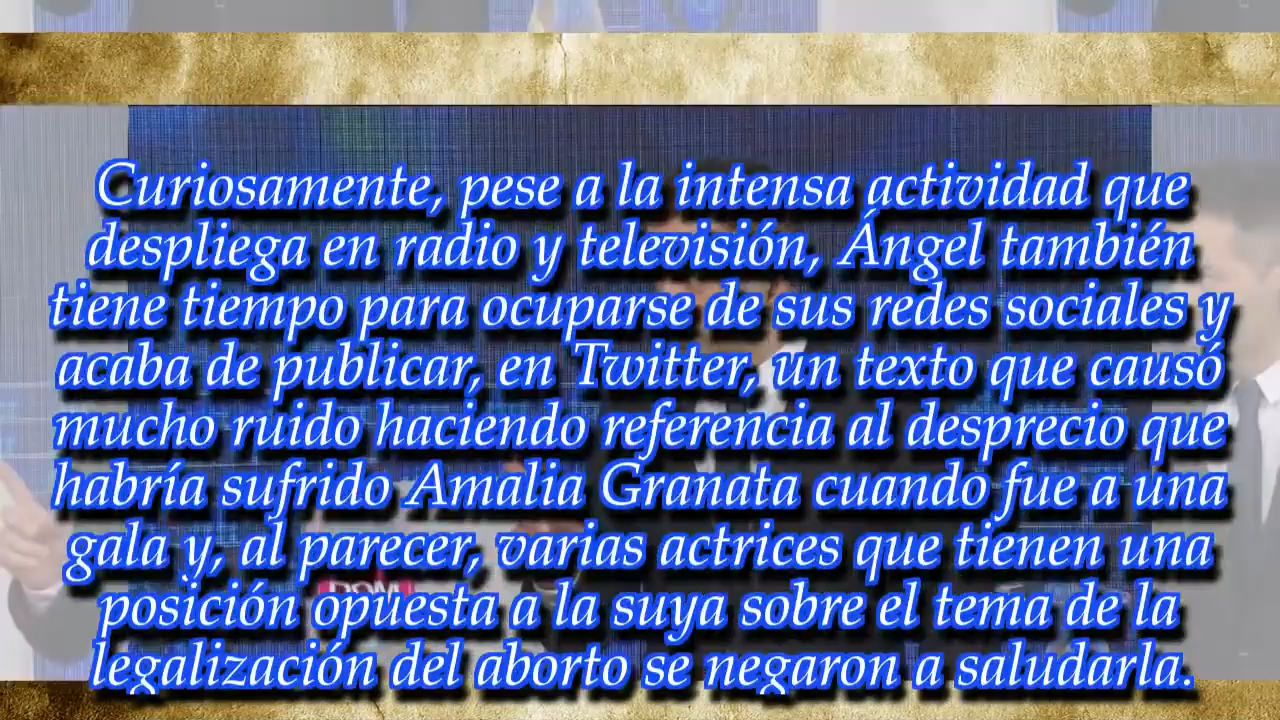 Curiosamente, pese a la intensa actividad que
despliega en radio y televisión, Ángel también
tiene tiempo para ocuparse de sus redes sociales y
acaba de publicar, en Twitter, un texto que causó
mucho ruido haciendo referencia al desprecio que
habría sufrido Amalia Granata cuando fue a una
gala y, al parecer, varias actrices que tienen una
posición opuesta a la suya sobre el tema de la
legalización del aborto se negaron a saludarla.